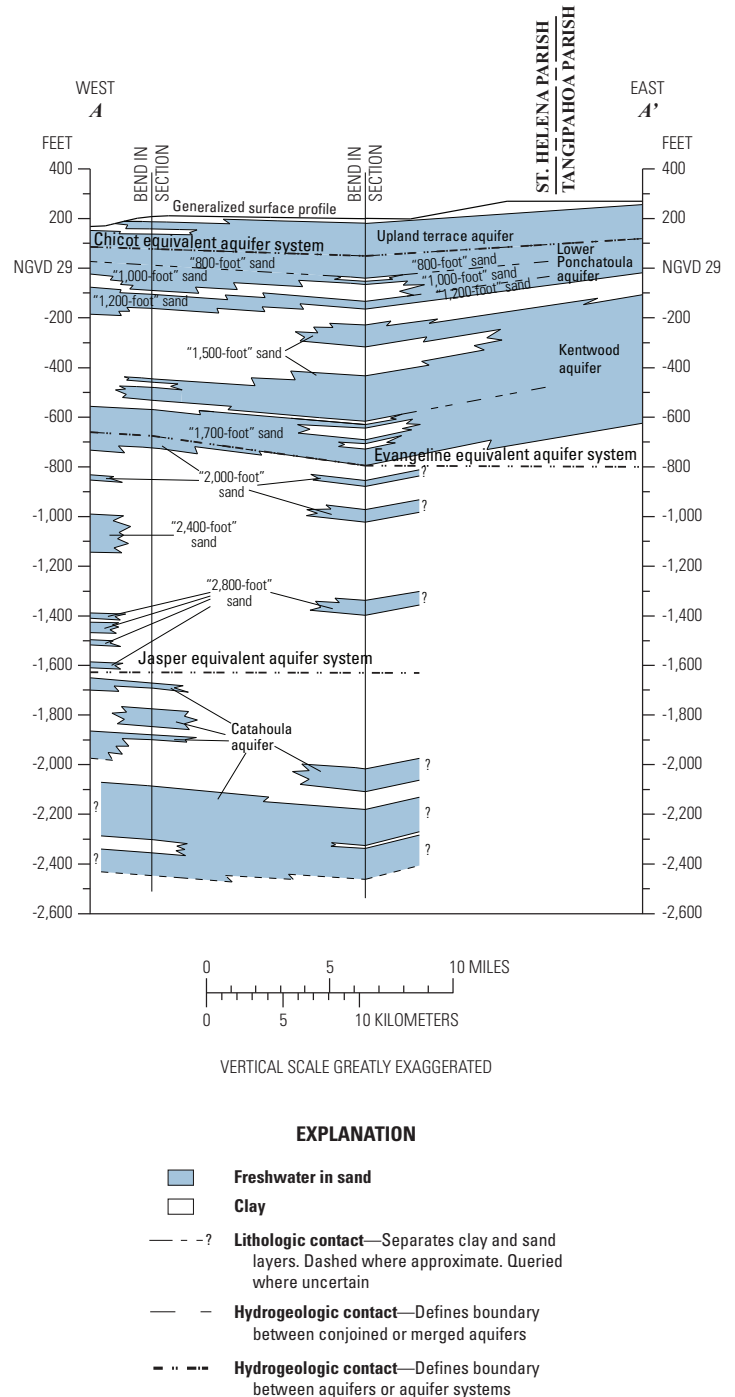 ST. HELENA PARISH
TANGIPAHOA PARISH
WEST
A
EAST
A'
FEET
FEET
BEND IN
SECTION
BEND IN
SECTION
400
400
Generalized surface profile
200
200
Upland terrace aquifer
Chicot equivalent aquifer system
Lower
Ponchatoula
aquifer
"800-foot" sand
"800-foot" sand
NGVD 29
NGVD 29
"1,000-foot" sand
"1,000-foot" sand
"1,200-foot" sand
"1,200-foot" sand
-200
-200
"1,500-foot" sand
Kentwood
aquifer
-400
-400
-600
-600
"1,700-foot" sand
Evangeline equivalent aquifer system
-800
-800
"2,000-foot"
sand
?
?
-1,000
-1,000
"2,400-foot"
sand
-1,200
-1,200
"2,800-foot"
sand
?
-1,400
-1,400
-1,600
-1,600
Jasper equivalent aquifer system
-1,800
-1,800
Catahoula
aquifer
-2,000
-2,000
?
?
?
-2,200
-2,200
?
?
-2,400
-2,400
-2,600
-2,600
0 5 10 MILES
0 5 10 KILOMETERS
VERTICAL SCALE GREATLY EXAGGERATED
EXPLANATION
Freshwater in sand
Clay
? Lithologic contact—Separates clay and sand
layers. Dashed where approximate. Queried
where uncertain
Hydrogeologic contact—Defines boundary
between conjoined or merged aquifers
Hydrogeologic contact—Defines boundary
between aquifers or aquifer systems